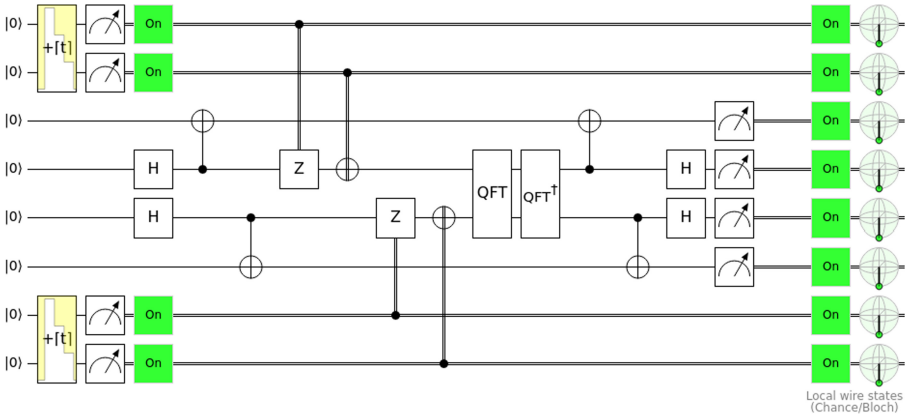 |0⟩ +⌈t⌉ On On
|0⟩ On On
|0⟩ On
|0⟩ H Z QFT QFT† H On
|0⟩ H Z H On
|0⟩ On
|0⟩ +⌈t⌉ On On
|0⟩ On On
Local wire states
(Chance/Bloch)